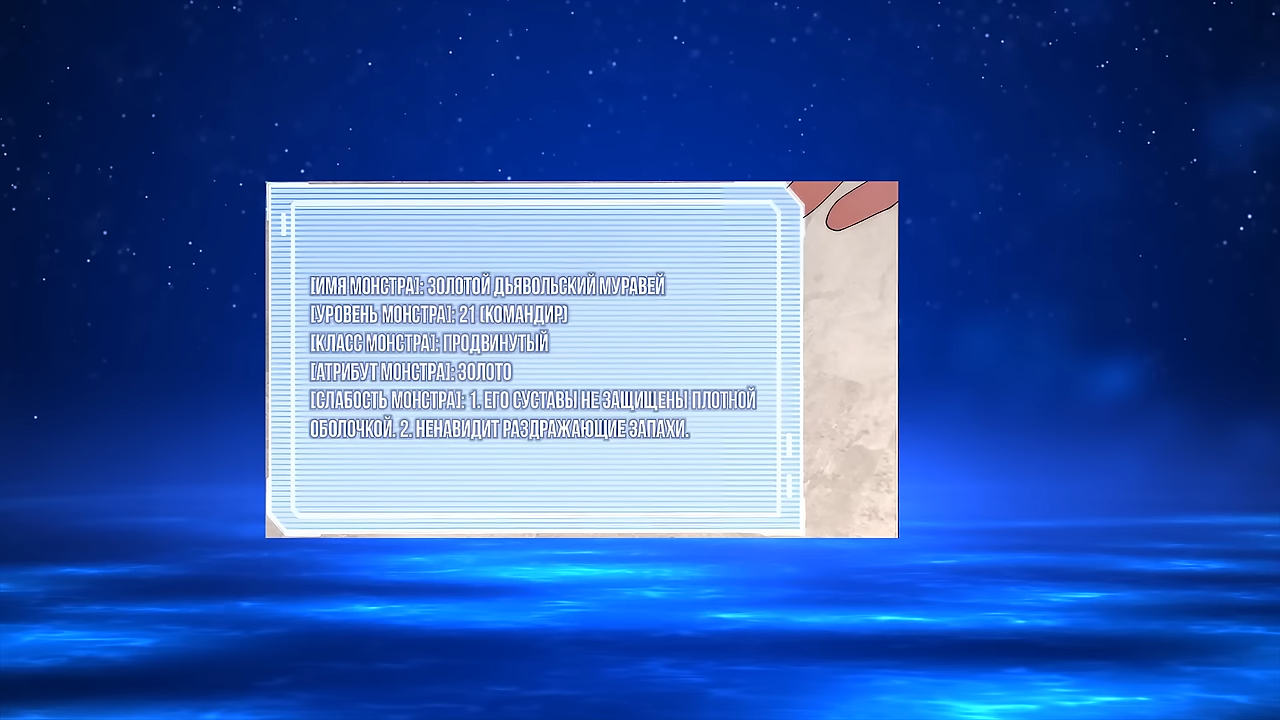 [ИМЯ МОНСТРА]: ЗОЛОТОЙ ДЬЯВОЛЬСКИЙ МУРАВЕЙ
[УРОВЕНЬ МОНСТРА]: 21 (КОМАНДИР)
[КЛАСС МОНСТРА]: ПРОДВИНУТЫЙ
[АТРИБУТ МОНСТРА]: ЗОЛОТО
[СЛАБОСТЬ МОНСТРА]: 1. ЕГО СУСТАВЫ НЕ ЗАЩИЩЕНЫ ПЛОТНОЙ
ОБОЛОЧКОЙ. 2. НЕНАВИДИТ РАЗДРАЖАЮЩИЕ ЗАПАХИ.